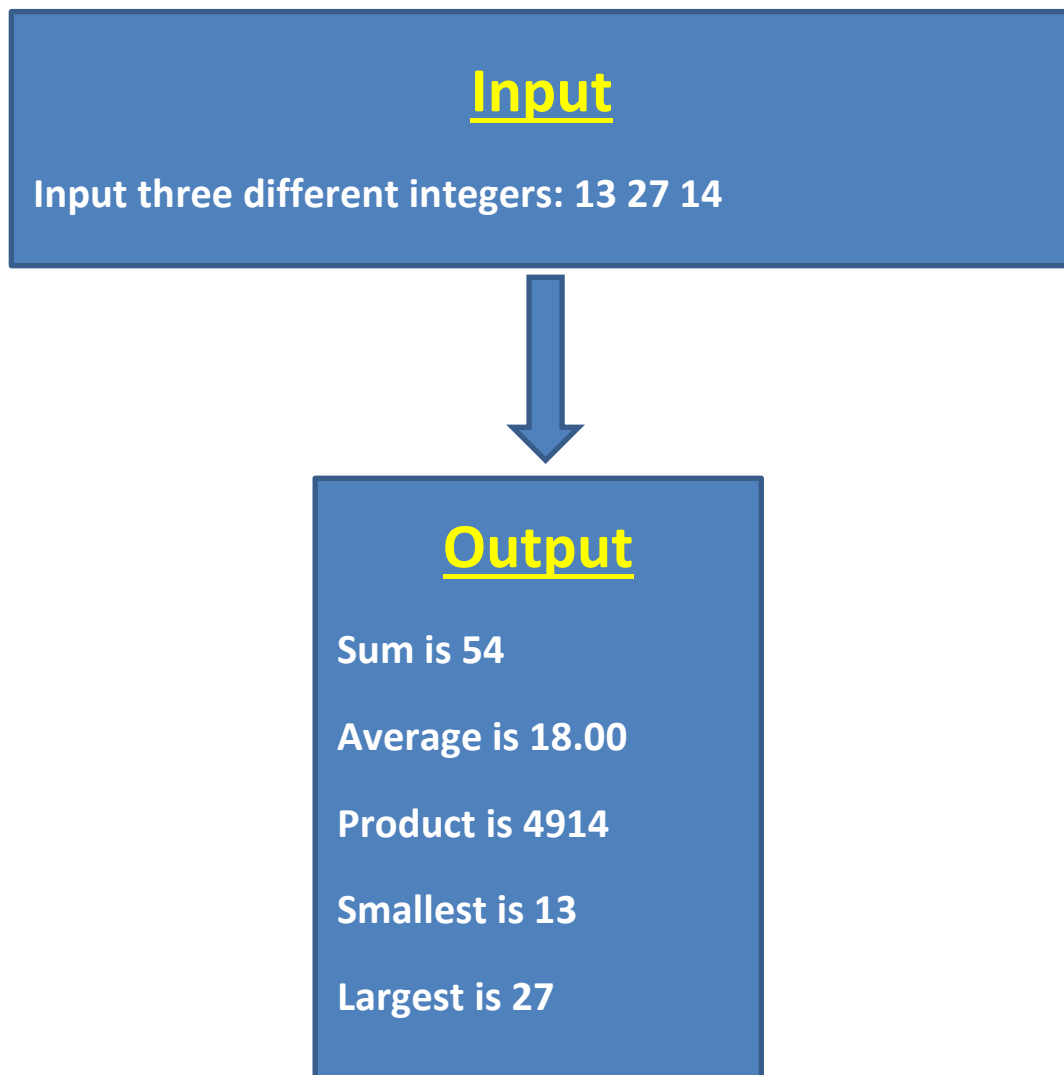 Input
Input three different integers: 13 27 14
Output
Sum is 54
Average is 18.00
Product is 4914
Smallest is 13
Largest is 27